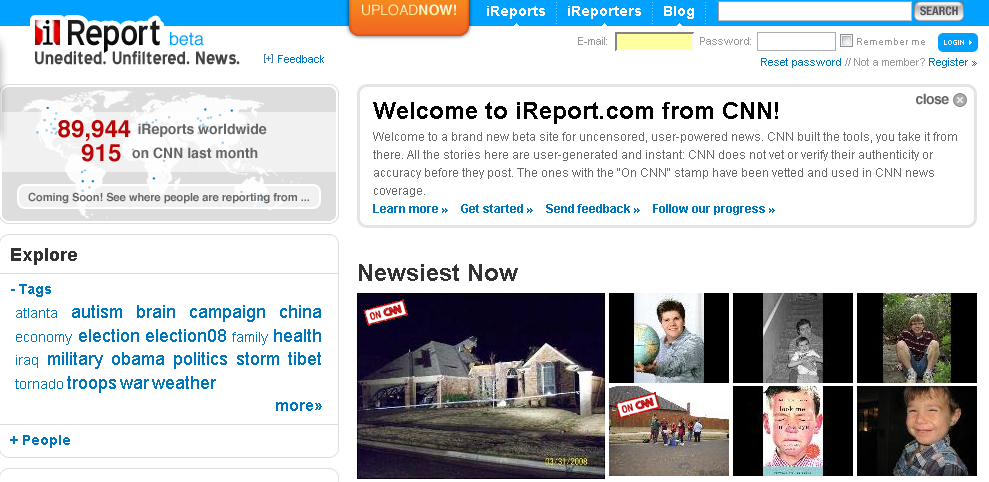 UPLOADNOW!
iReports
iReporters
Blog
SEARCH
iReport beta
Unedited. Unfiltered. News.
[+] Feedback
E-mail:
Password:
Remember me
LOGIN
Reset password // Not a member? Register »
89,944 iReports worldwide
915 on CNN last month
Coming Soon! See where people are reporting from ...
close
Welcome to iReport.com from CNN!
Welcome to a brand new beta site for uncensored, user-powered news. CNN built the tools, you take it from
there. All the stories here are user-generated and instant: CNN does not vet or verify their authenticity or
accuracy before they post. The ones with the "On CNN" stamp have been vetted and used in CNN news
coverage.
Learn more » Get started » Send feedback » Follow our progress »
Explore
- Tags
atlanta autism brain campaign china
economy election election08 family health
iraq military obama politics storm tibet
tornado troops war weather
more»
+ People
Newsiest Now
ON CNN
03/31/2008
ON CNN
look me
eye